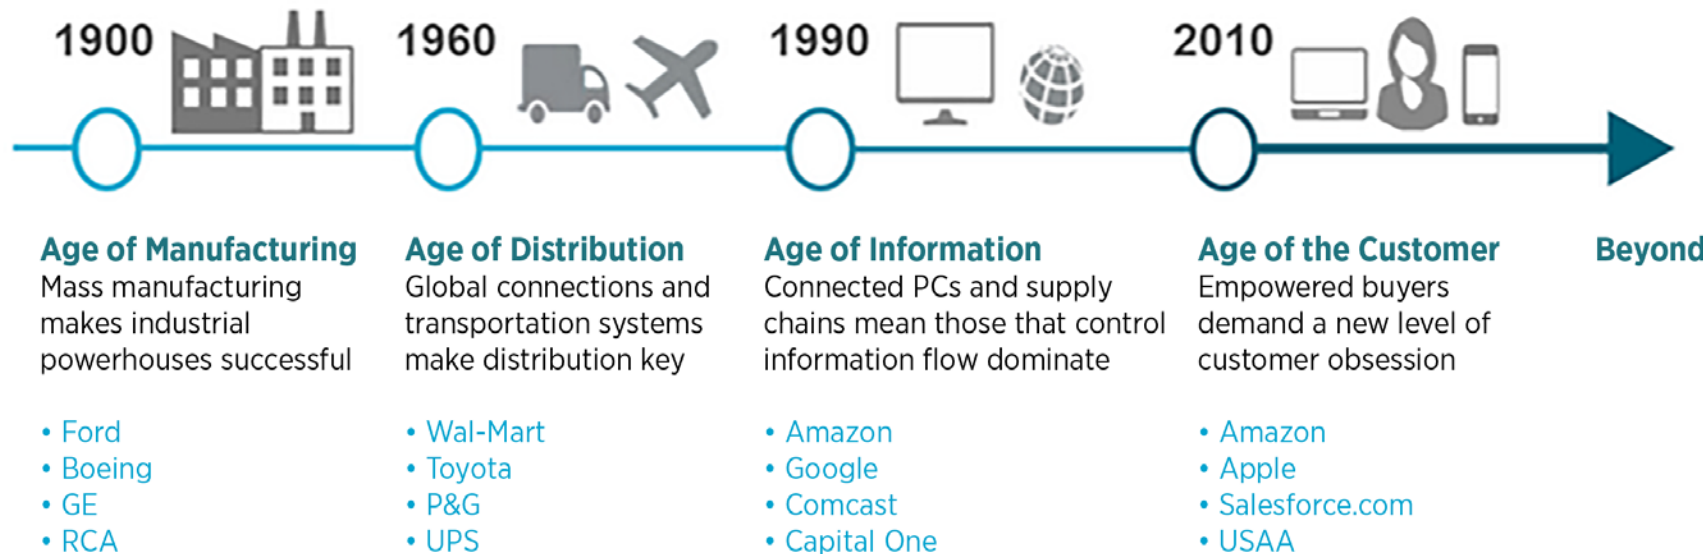 1900
1960
1990
2010
Age of Manufacturing
Mass manufacturing
makes industrial
powerhouses successful
• Ford
• Boeing
• GE
• RCA
Age of Distribution
Global connections and
transportation systems
make distribution key
• Wal-Mart
• Toyota
• P&G
• UPS
Age of Information
Connected PCs and supply
chains mean those that control
information flow dominate
• Amazon
• Google
• Comcast
• Capital One
Age of the Customer
Empowered buyers
demand a new level of
customer obsession
• Amazon
• Apple
• Salesforce.com
• USAA
Beyond